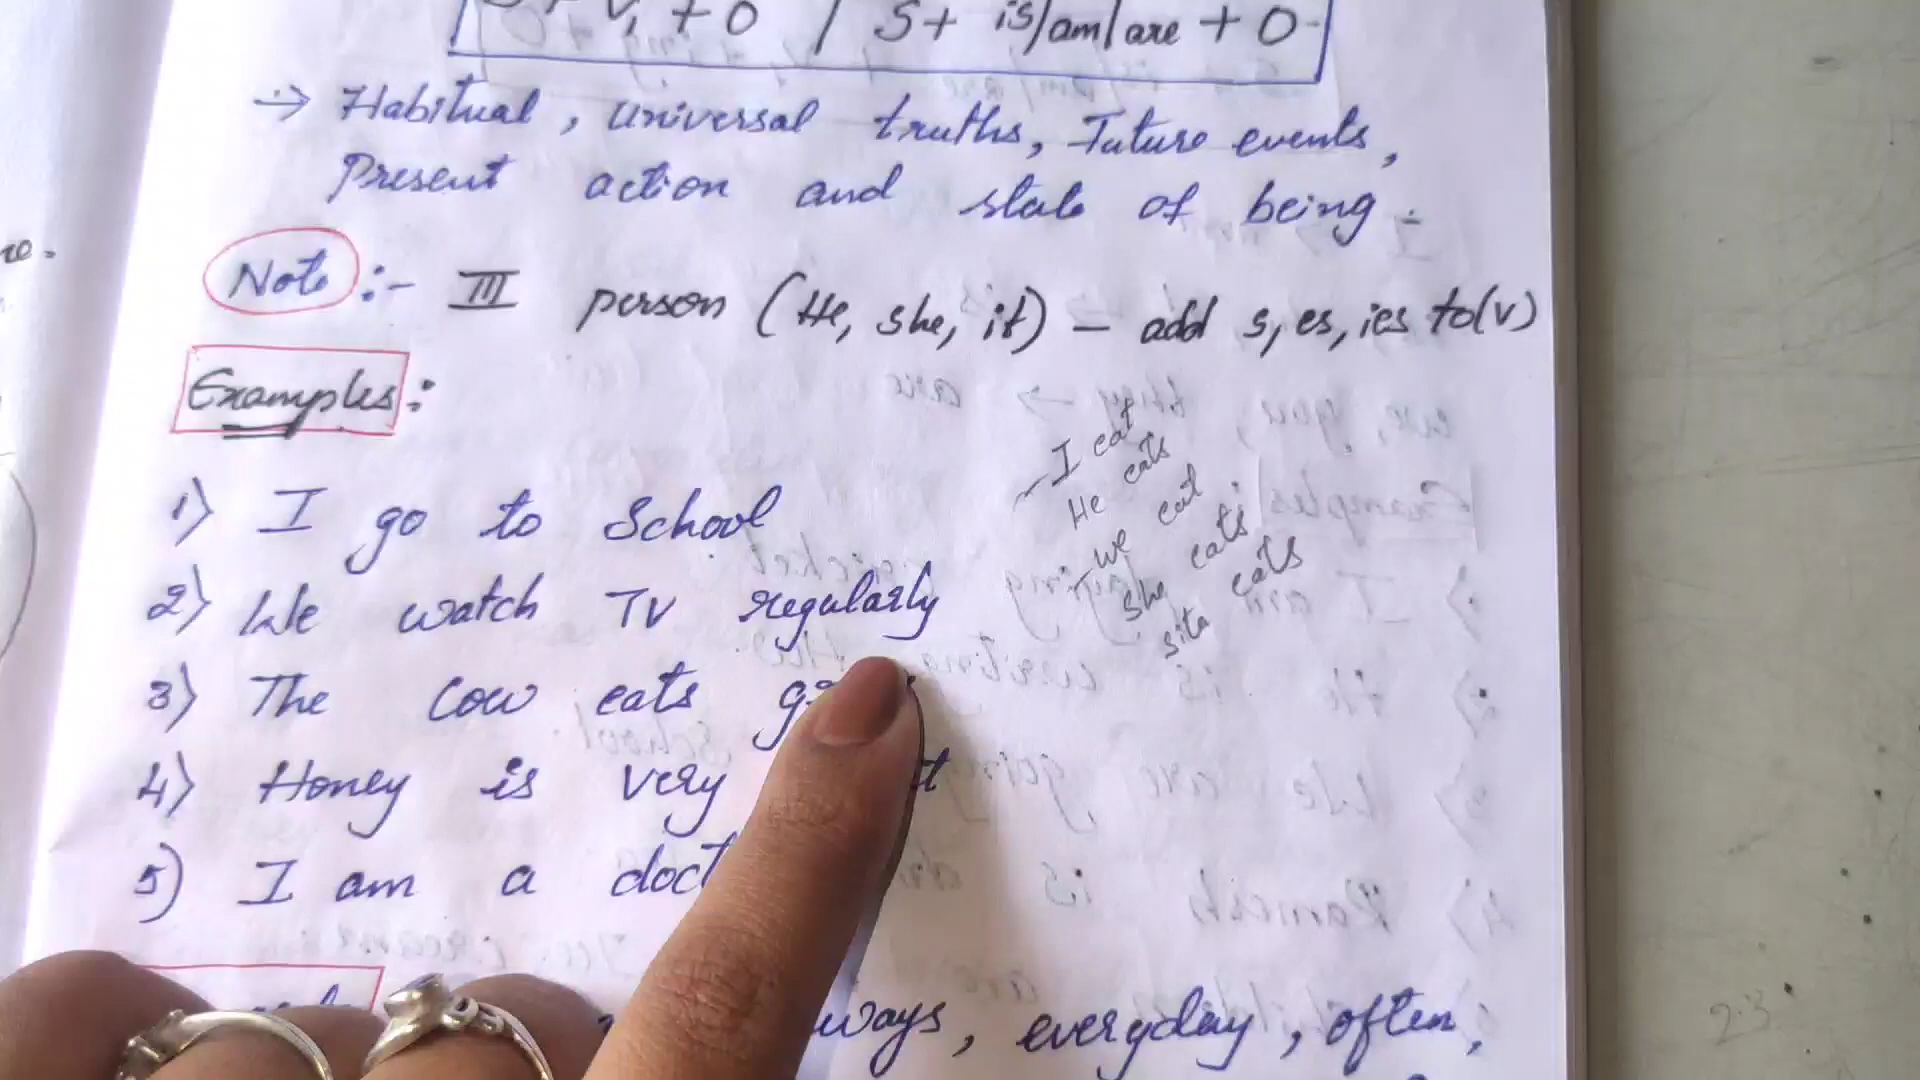 + V1 + O / S + is/am/are + O.
→ Habitual, universal truths, Future events,
Present action and state of being.
Note :- III person (He, she, it) – add s, es, ies to(v)
Examples:
1) I go to School
2) We watch TV regularly
3) The cow eats
4) Honey is very
5) I am a
everyday, often,
I eat
He eats
We eat
She eats
sita eats